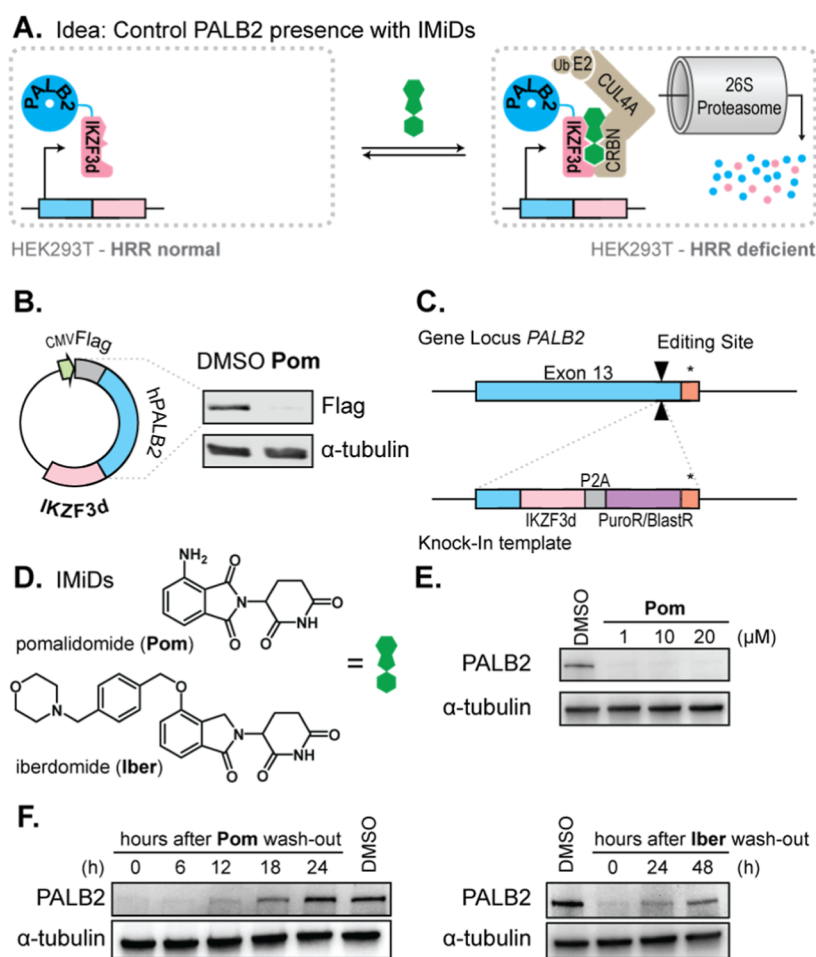 A. Idea: Control PALB2 presence with IMiDs
PALB2
IKZF3d
HEK293T - HRR normal
PALB2
IKZF3d
Ub E2
CUL4A
CRBN
26S
Proteasome
HEK293T - HRR deficient
B.
CMV Flag
hPALB2
IKZF3d
DMSO Pom
Flag
α-tubulin
C.
Gene Locus PALB2 Editing Site
Exon 13 *
P2A *
IKZF3d PuroR/BlastR
Knock-In template
D. IMiDs
NH2
O
N
O
O
NH
O
pomalidomide (Pom)
=
O
N
O
N
O
O
NH
O
iberdomide (Iber)
E.
DMSO Pom
1 10 20 (µM)
PALB2
α-tubulin
F.
hours after Pom wash-out DMSO
(h) 0 6 12 18 24
PALB2
α-tubulin
DMSO hours after Iber wash-out
0 24 48 (h)
PALB2
α-tubulin